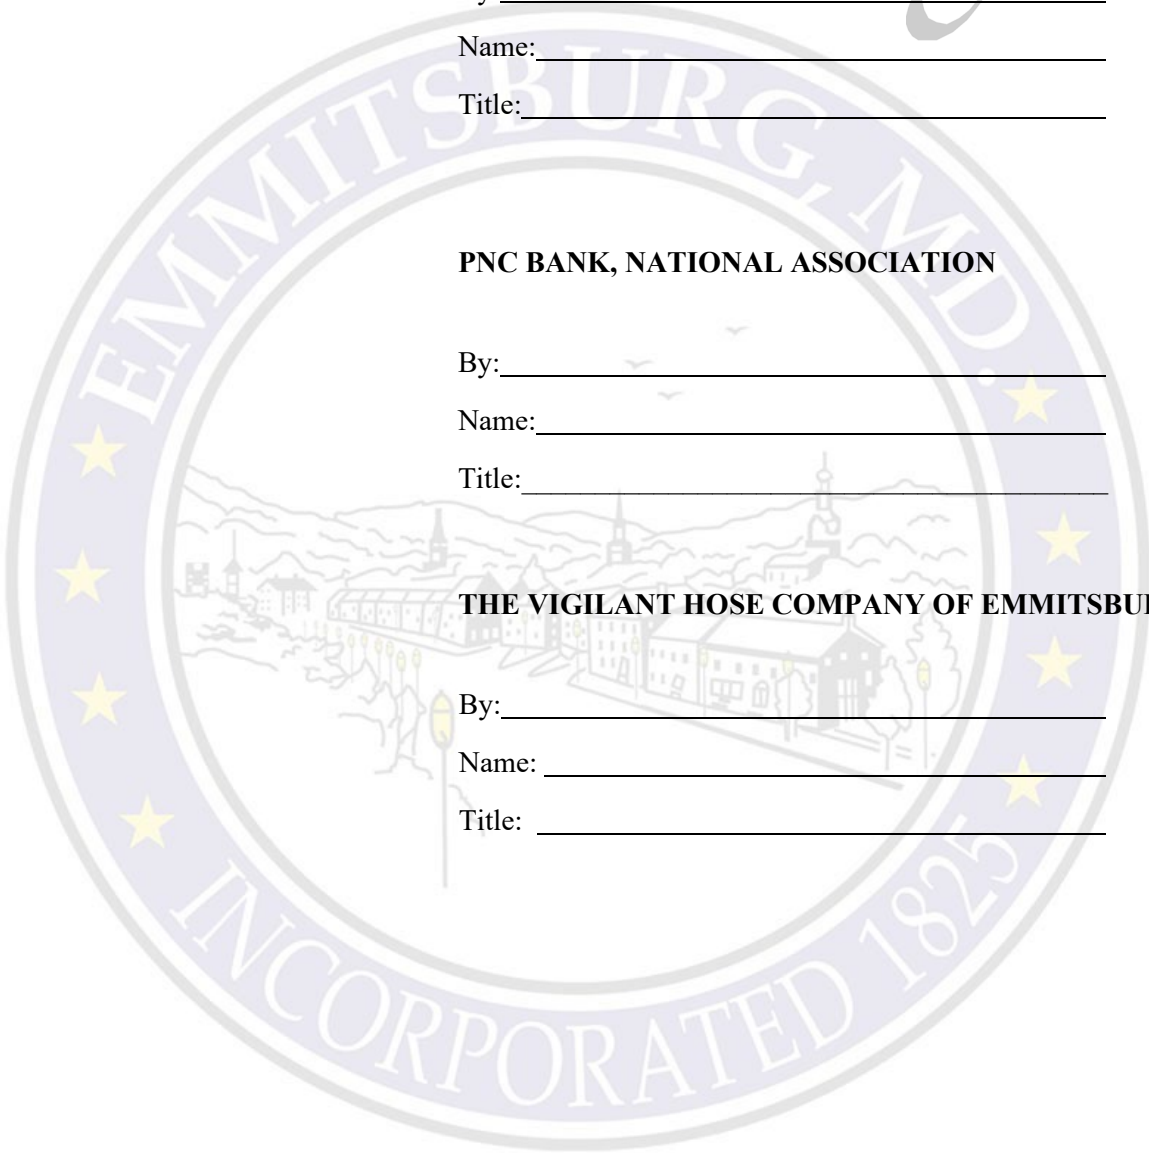 Name:
Title:
PNC BANK, NATIONAL ASSOCIATION
By:
Name:
Title:
THE VIGILANT HOSE COMPANY OF
By:
Name:
Title:
EMMITSBURG, MD.
INCORPORATED 1825